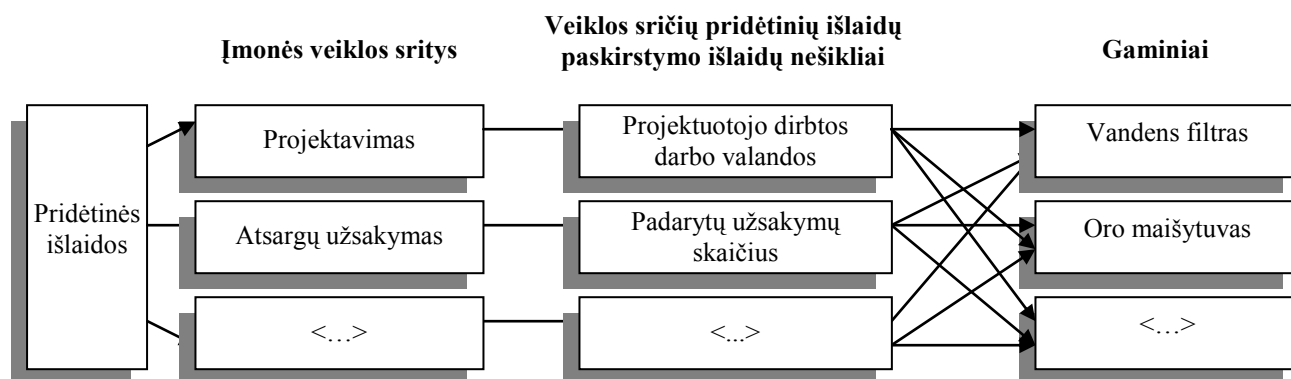 Įmonės veiklos sritys
Veiklos sričių pridėtinių išlaidų
paskirstymo išlaidų nešikliai
Gaminiai
Pridėtinės
išlaidos
Projektavimas
Projektuotojo dirbtos
darbo valandos
Vandens filtras
Atsargų užsakymas
Padarytų užsakymų
skaičius
Oro maišytuvas
<…>
<...>
<…>